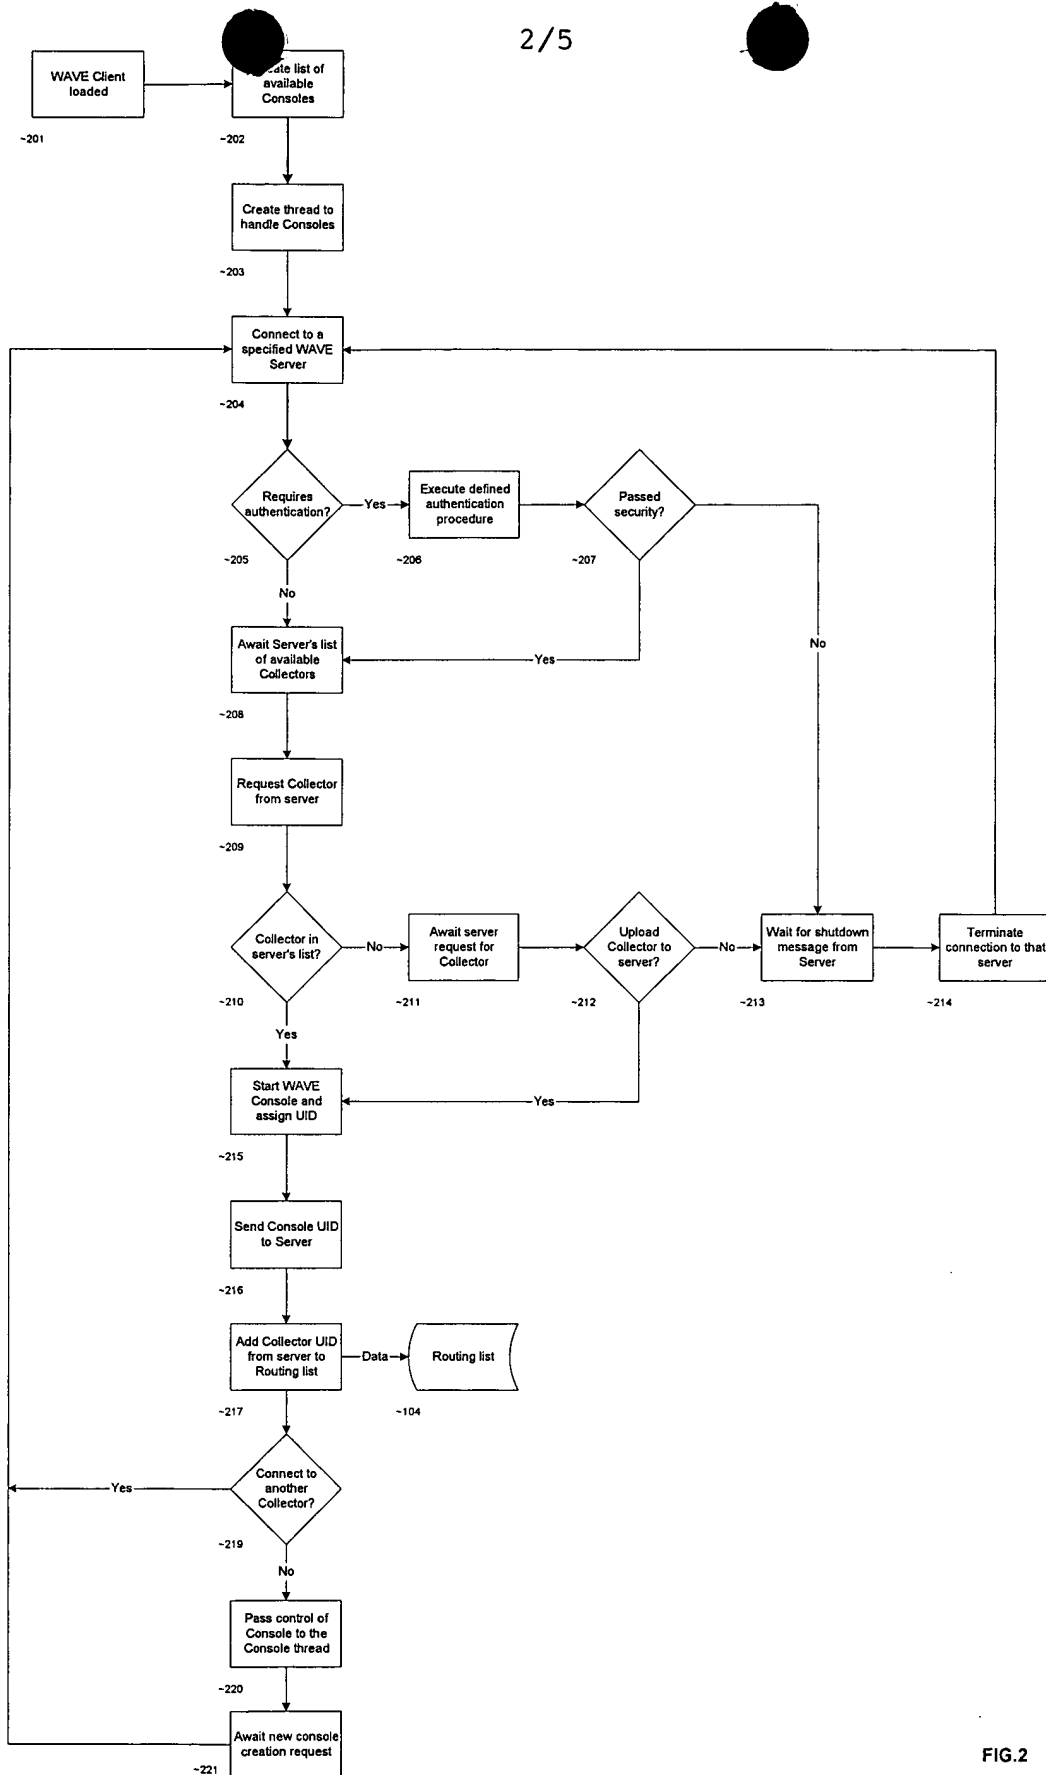 2/5
WAVE Client
loaded
~201
list of
available
Consoles
~202
Create thread to
handle Consoles
~203
Connect to a
specified WAVE
Server
~204
Requires
authentication?
~205
Yes
Execute defined
authentication
procedure
~206
Passed
security?
~207
No
No
Await Server's list
of available
Collectors
~208
Yes
Request Collector
from server
~209
Collector in
server's list?
~210
No
Await server
request for
Collector
~211
Upload
Collector to
server?
~212
No
Wait for shutdown
message from
Server
~213
Terminate
connection to that
server
~214
Yes
Start WAVE
Console and
assign UID
~215
Yes
Send Console UID
to Server
~216
Add Collector UID
from server to
Routing list
~217
Data
Routing list
~104
Connect to
another
Collector?
~219
Yes
No
Pass control of
Console to the
Console thread
~220
Await new console
creation request
~221
FIG.2